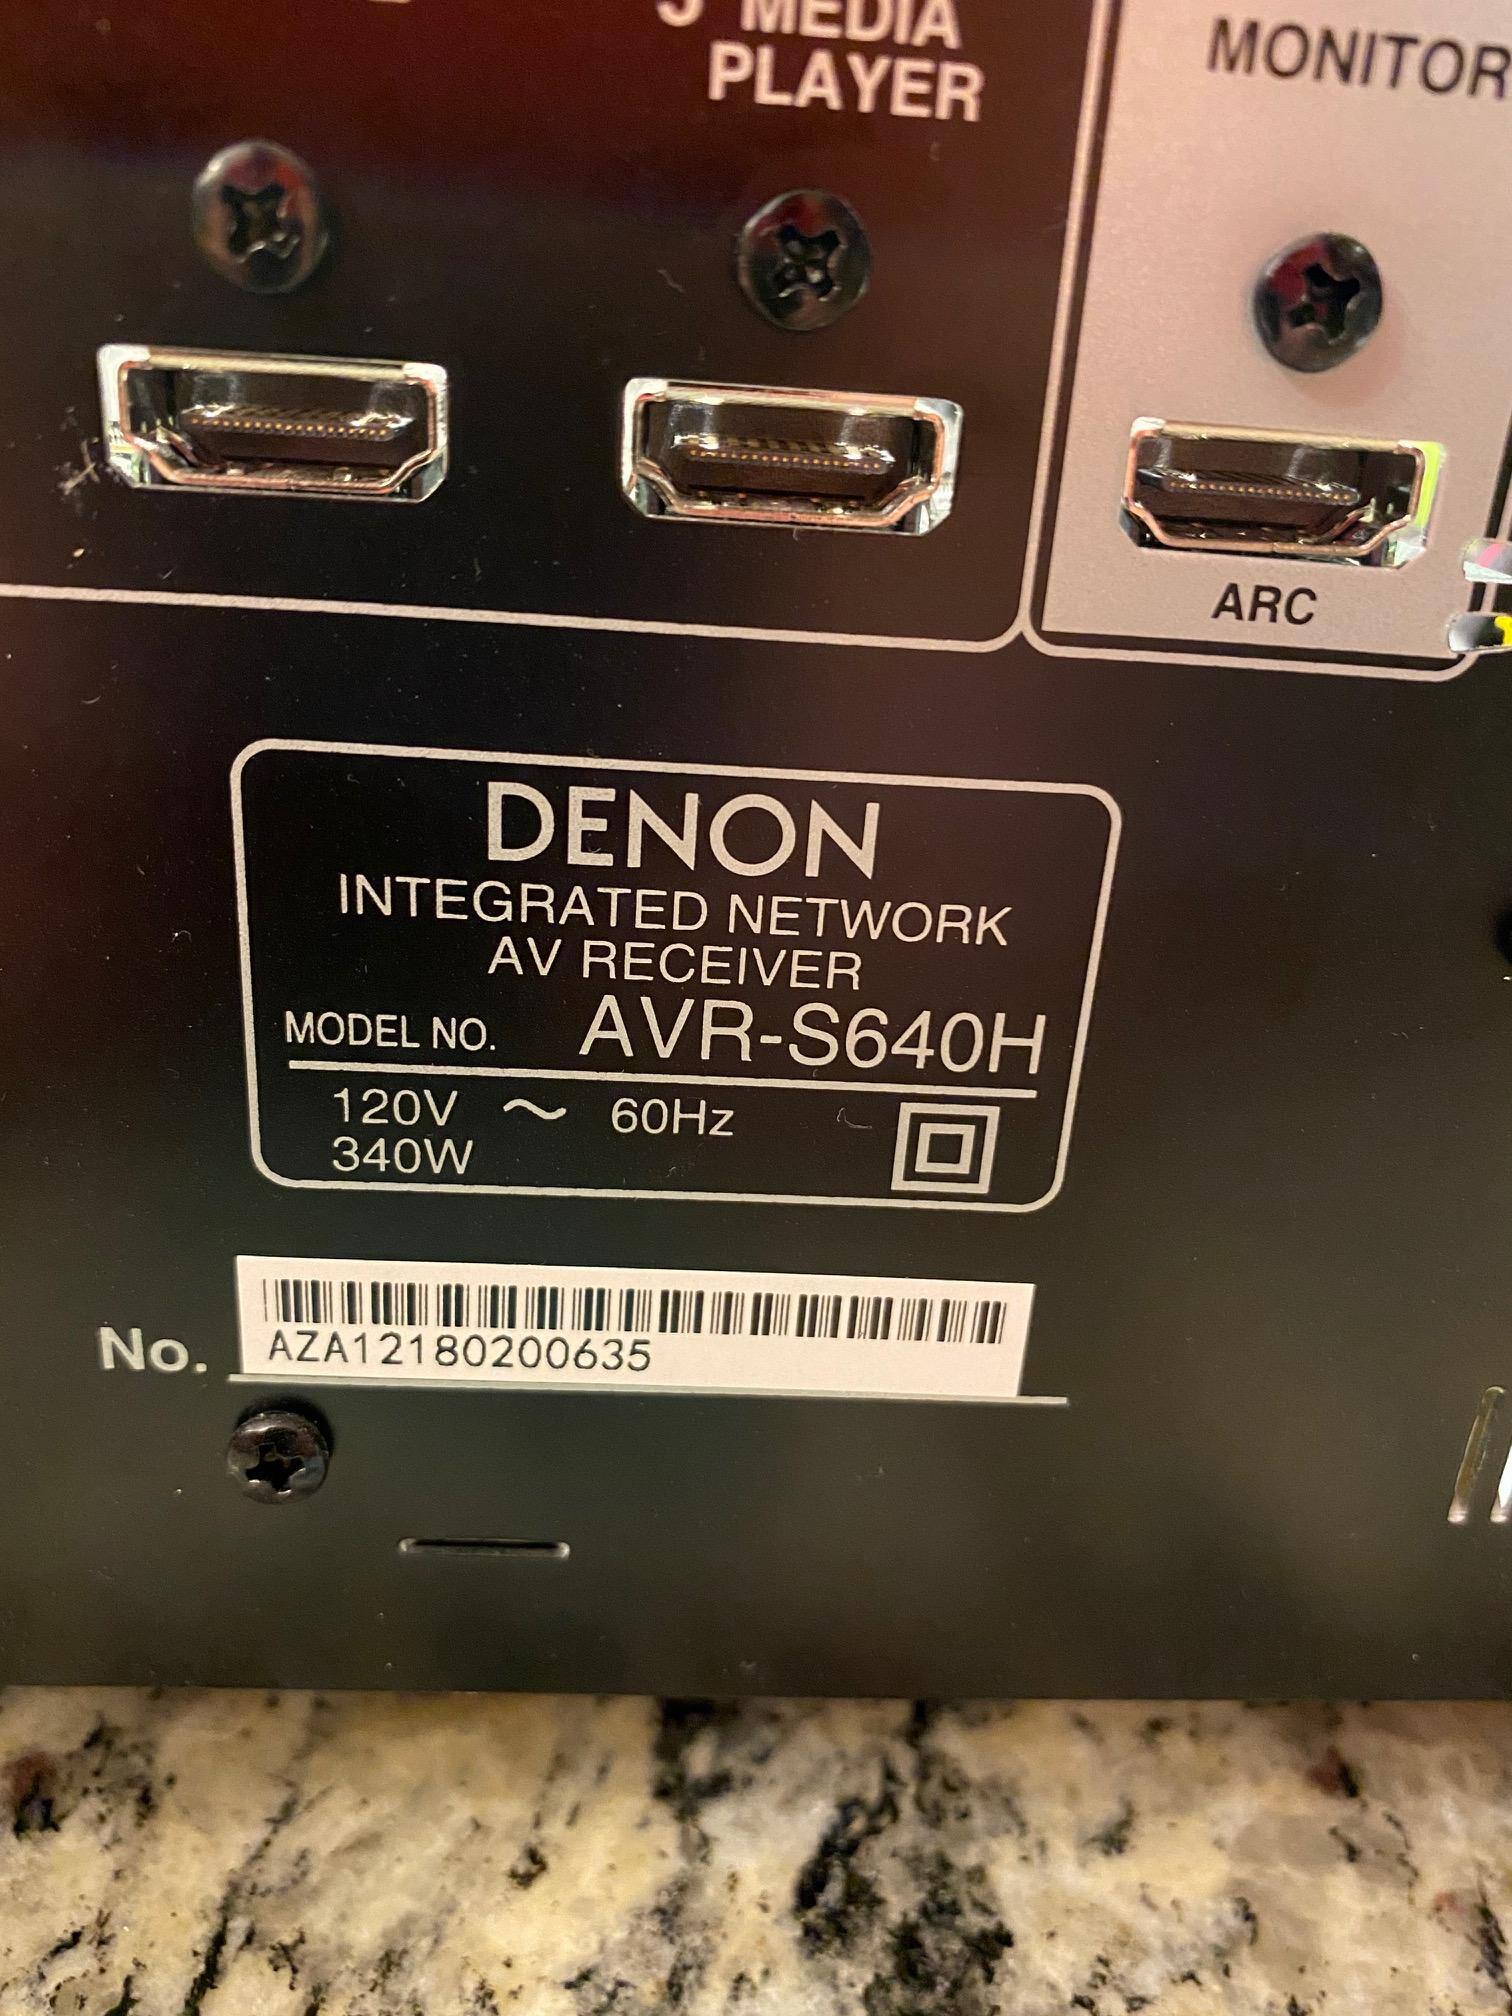 MEDIA
PLAYER
MONITOR
ARC
DENON
INTEGRATED NETWORK
AV RECEIVER
MODEL NO. AVR-S640H
120V ~ 60Hz
340W
No. AZA12180200635